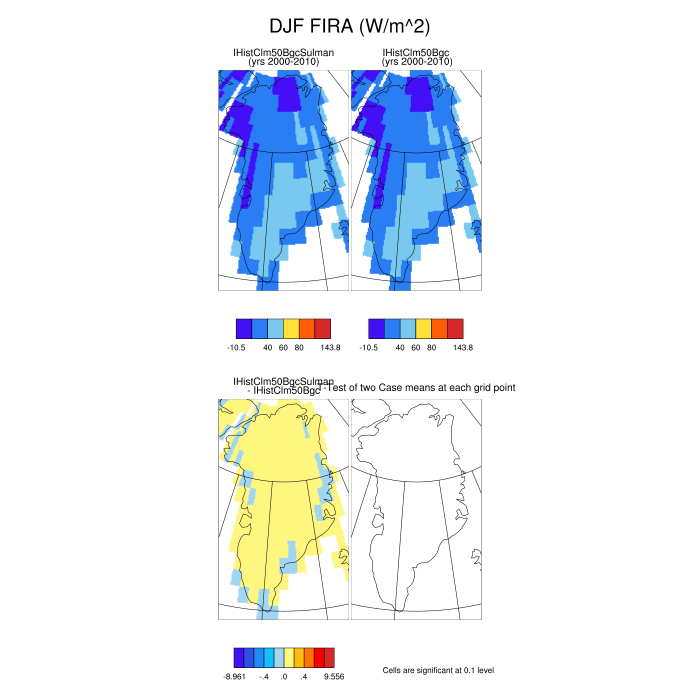 DJF FIRA (W/m^2)
IHistClm50BgcSulman
(yrs 2000-2010)
IHistClm50Bgc
(yrs 2000-2010)
-10.5 40 60 80 143.8
-10.5 40 60 80 143.8
IHistClm50BgcSulman
- IHistClm50Bgc
T-Test of two Case means at each grid point
-8.961 -.4 .0 .4 9.556
Cells are significant at 0.1 level